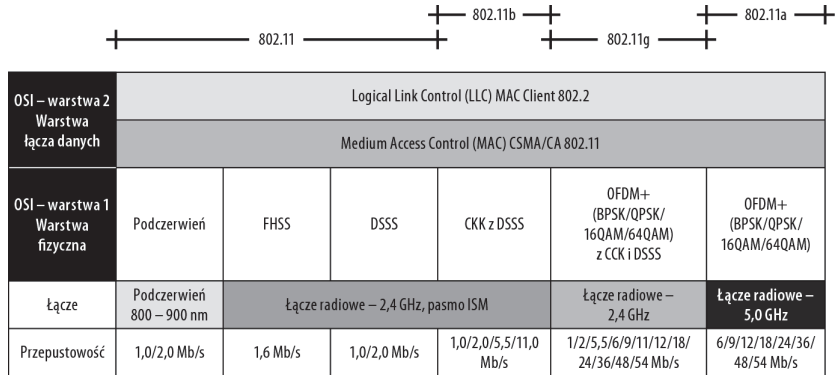 802.11b
802.11a
802.11
802.11g
OSI – warstwa 2
Warstwa
łącza danych
Logical Link Control (LLC) MAC Client 802.2
Medium Access Control (MAC) CSMA/CA 802.11
OSI – warstwa 1
Warstwa
fizyczna
Podczerwień
FHSS
DSSS
CKK z DSSS
OFDM+
(BPSK/QPSK/
16QAM/64QAM)
z CCK i DSSS
OFDM+
(BPSK/QPSK/
16QAM/64QAM)
Łącze
Podczerwień
800 – 900 nm
Łącze radiowe – 2,4 GHz, pasmo ISM
Łącze radiowe –
2,4 GHz
Łącze radiowe –
5,0 GHz
Przepustowość
1,0/2,0 Mb/s
1,6 Mb/s
1,0/2,0 Mb/s
1,0/2,0/5,5/11,0
Mb/s
1/2/5,5/6/9/11/12/18/
24/36/48/54 Mb/s
6/9/12/18/24/36/
48/54 Mb/s